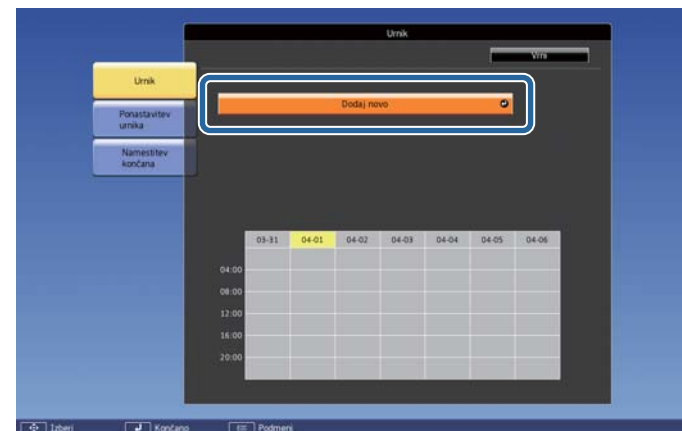 Urnik
Vrni
Urnik
Dodaj novo
Ponastavitev
urnika
Namestitev
končana
03-31 04-01 04-02 04-03 04-04 04-05 04-06
04:00
08:00
12:00
16:00
20:00
Izberi Končano Podmeni